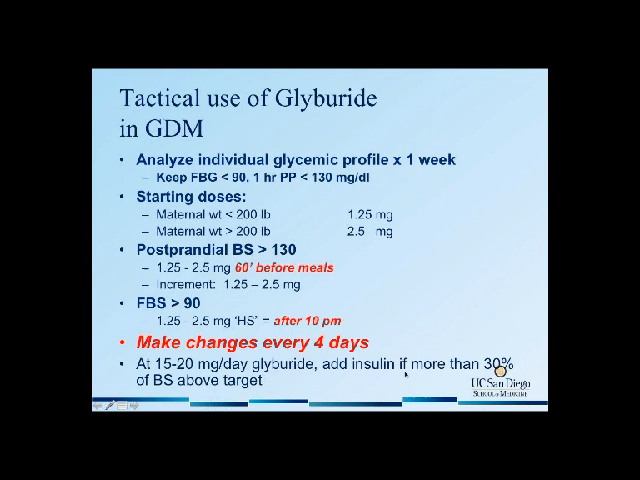 Tactical use of Glyburide
in GDM
• Analyze individual glycemic profile x 1 week
– Keep FBG < 90, 1 hr PP < 130 mg/dl
• Starting doses:
– Maternal wt < 200 lb 1.25 mg
– Maternal wt > 200 lb 2.5 mg
• Postprandial BS > 130
– 1.25 - 2.5 mg 60' before meals
– Increment: 1.25 – 2.5 mg
• FBS > 90
1.25 - 2.5 mg 'HS' = after 10 pm
• Make changes every 4 days
• At 15-20 mg/day glyburide, add insulin if more than 30%
of BS above target
UC San Diego
School of Medicine